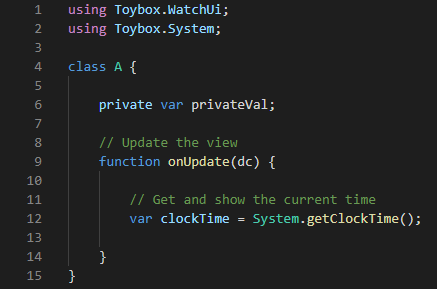 1 using Toybox.WatchUi;
2 using Toybox.System;
3
4 class A {
5
6 private var privateVal;
7
8 // Update the view
9 function onUpdate(dc) {
10
11 // Get and show the current time
12 var clockTime = System.getClockTime();
13
14 }
15 }